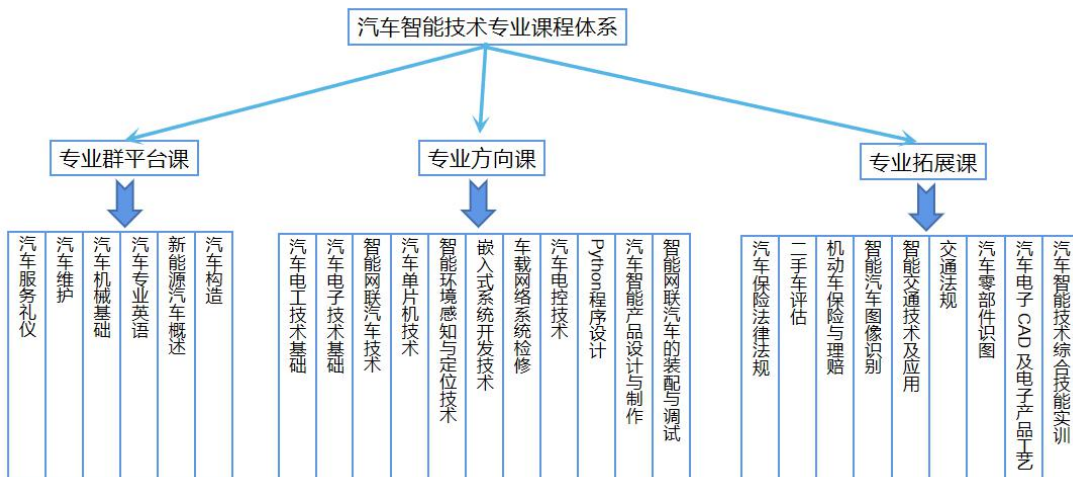 汽车智能技术专业课程体系
专业群平台课
专业方向课
专业拓展课
汽车服务礼仪
汽车维护
汽车机械基础
汽车专业英语
新能源汽车概述
汽车构造
汽车电工技术基础
汽车电子技术基础
智能网联汽车技术
汽车单片机技术
智能环境感知与定位技术
嵌入式系统开发技术
车载网络系统检修
汽车电控技术
Python程序设计
汽车智能产品设计与制作
智能网联汽车的装配与调试
汽车保险法律法规
二手车评估
机动车保险与理赔
智能汽车图像识别
智能交通技术及应用
交通法规
汽车零部件识图
汽车电子 CAD 及电子产品工艺
汽车智能技术综合技能实训